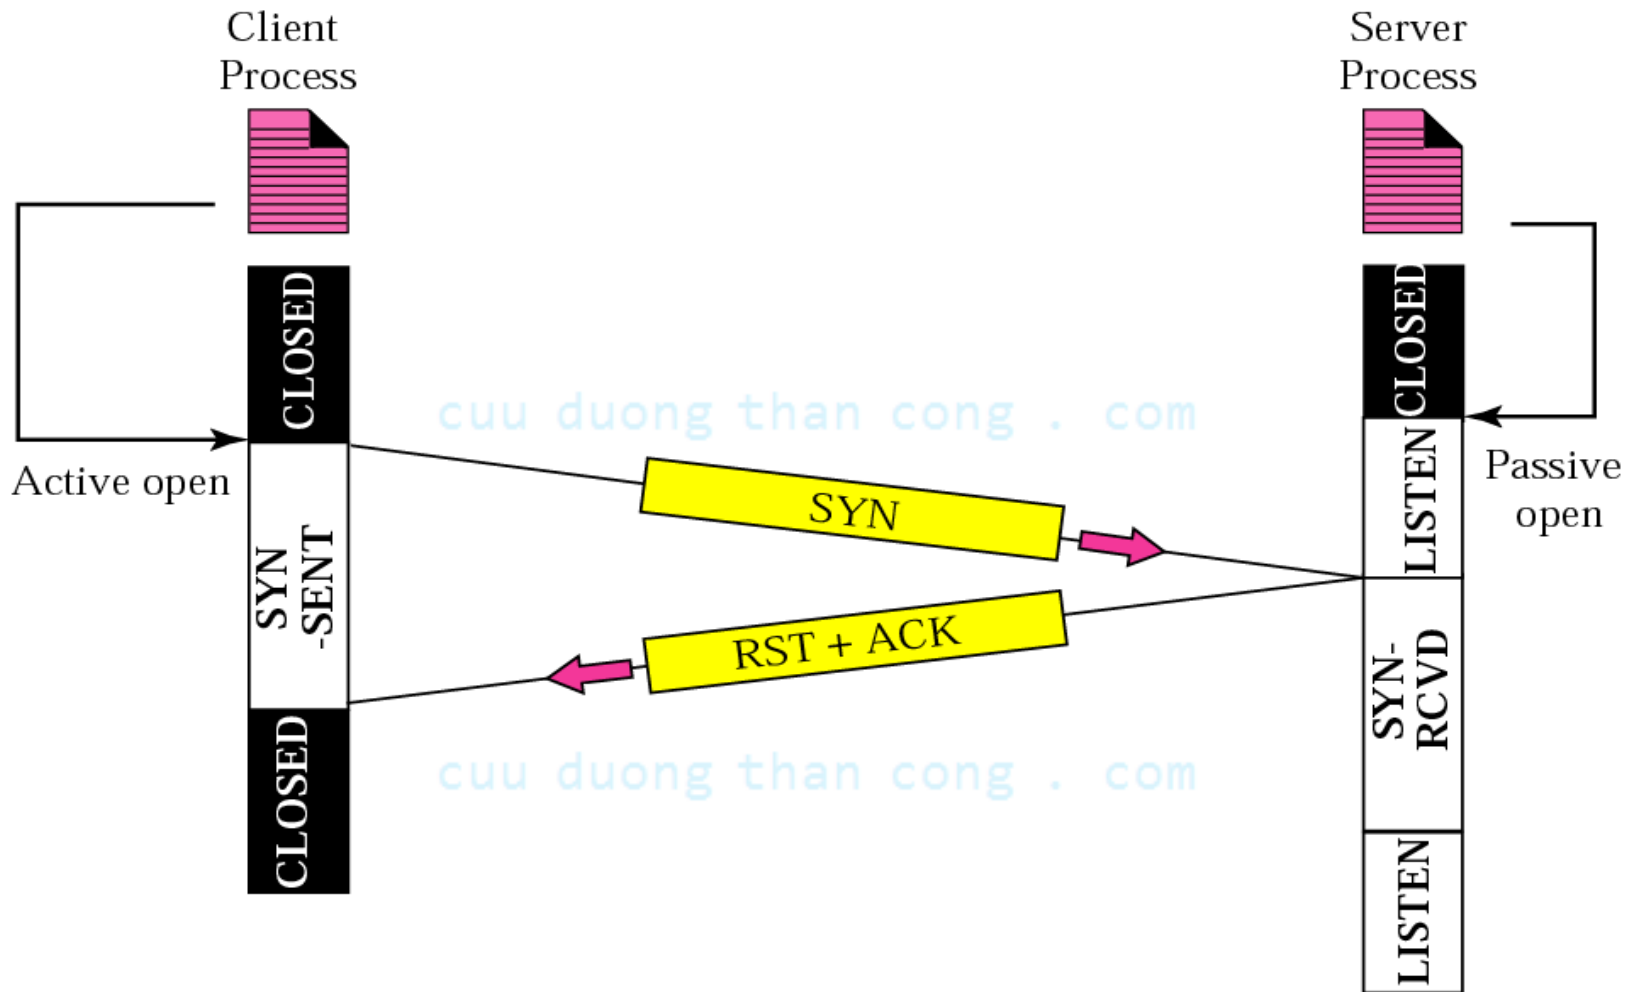 Client
Process
Server
Process
CLOSED
CLOSED
cuu duong than cong . com
Active open
LISTEN
Passive
open
SYN
SYN
-SENT
RST + ACK
SYN-
RCVD
cuu duong than cong . com
CLOSED
LISTEN